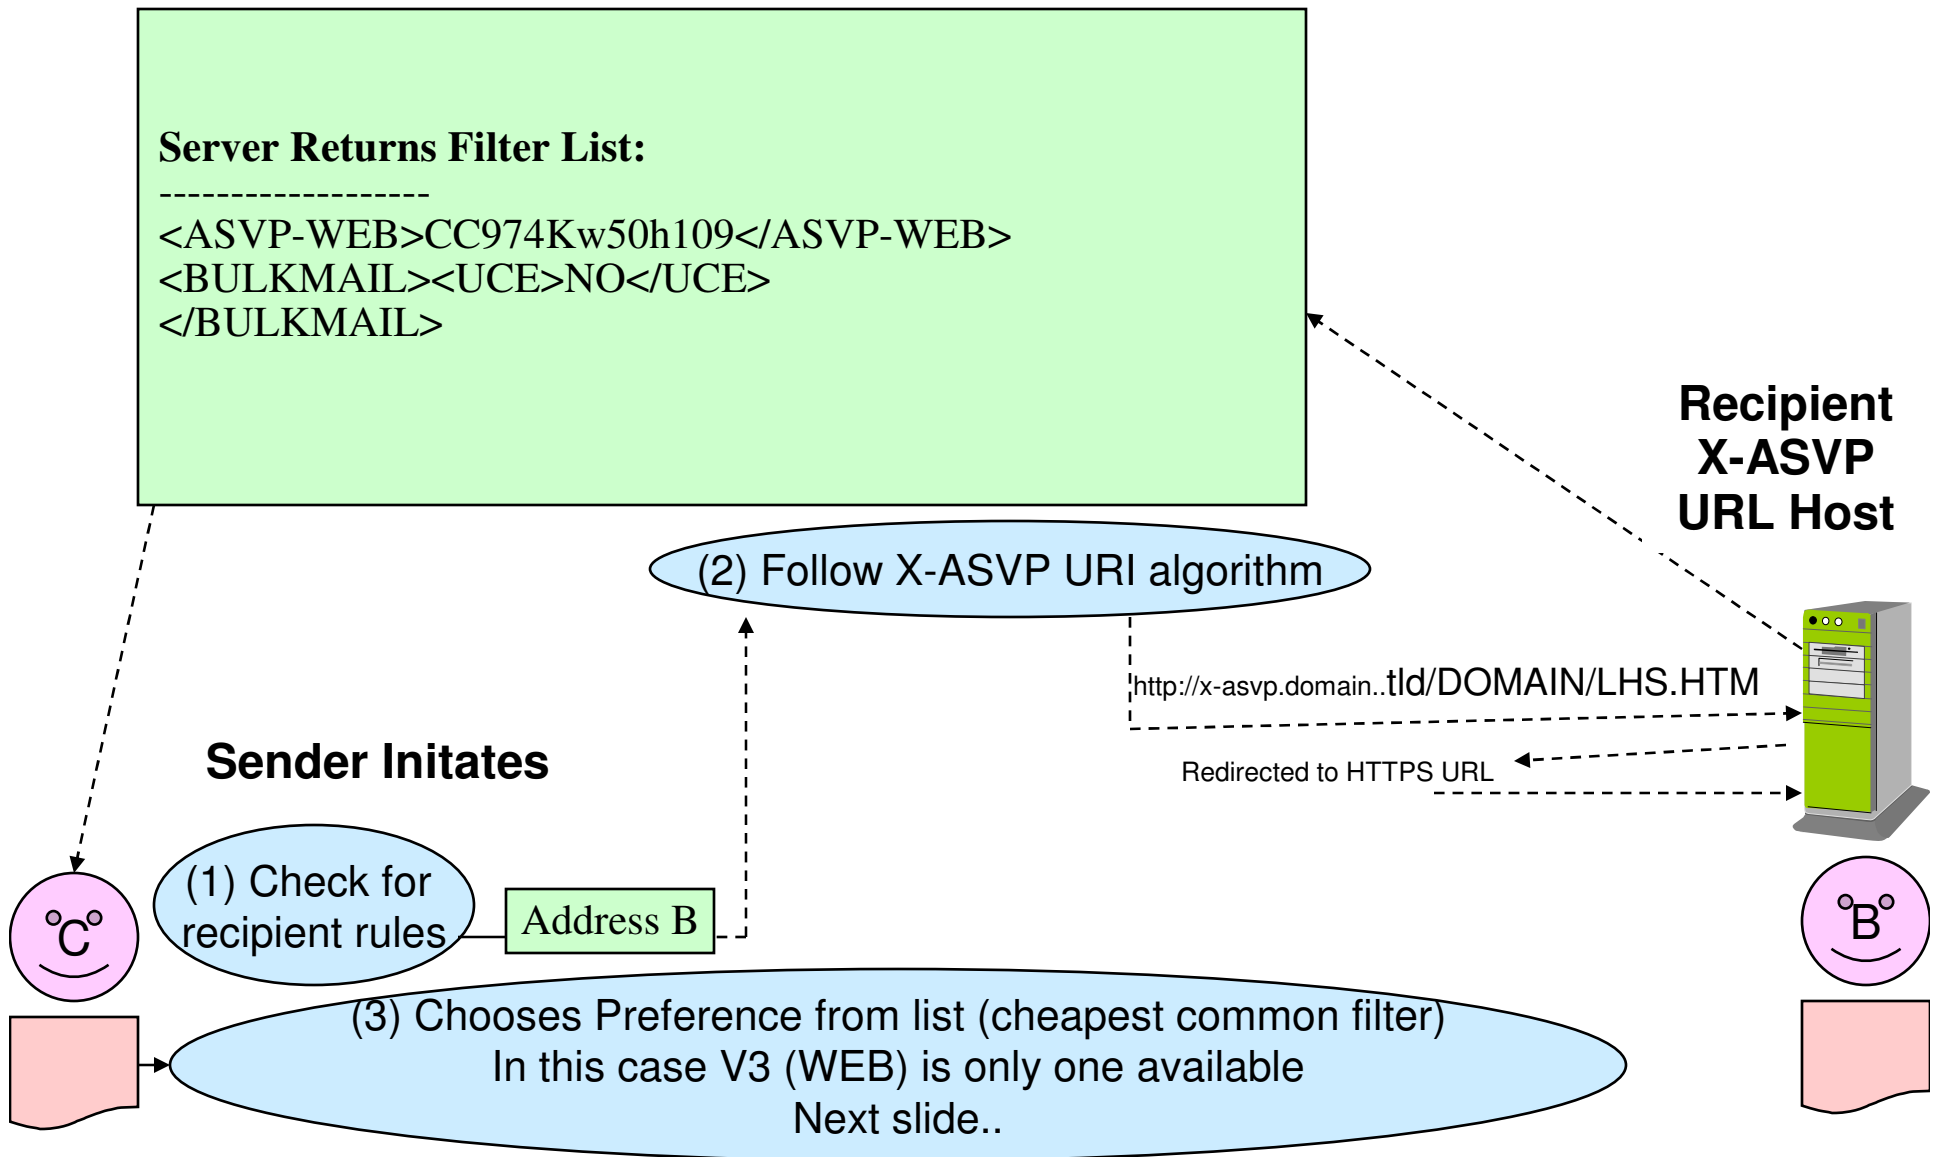 Server Returns Filter List:
-------------------
<ASVP-WEB>CC974Kw50h109</ASVP-WEB>
<BULKMAIL><UCE>NO</UCE>
</BULKMAIL>
Recipient
X-ASVP
URL Host
(2) Follow X-ASVP URI algorithm
http://x-asvp.domain..tld/DOMAIN/LHS.HTM
Redirected to HTTPS URL
Sender Initates
(1) Check for
recipient rules
Address B
C
B
(3) Chooses Preference from list (cheapest common filter)
In this case V3 (WEB) is only one available
Next slide..